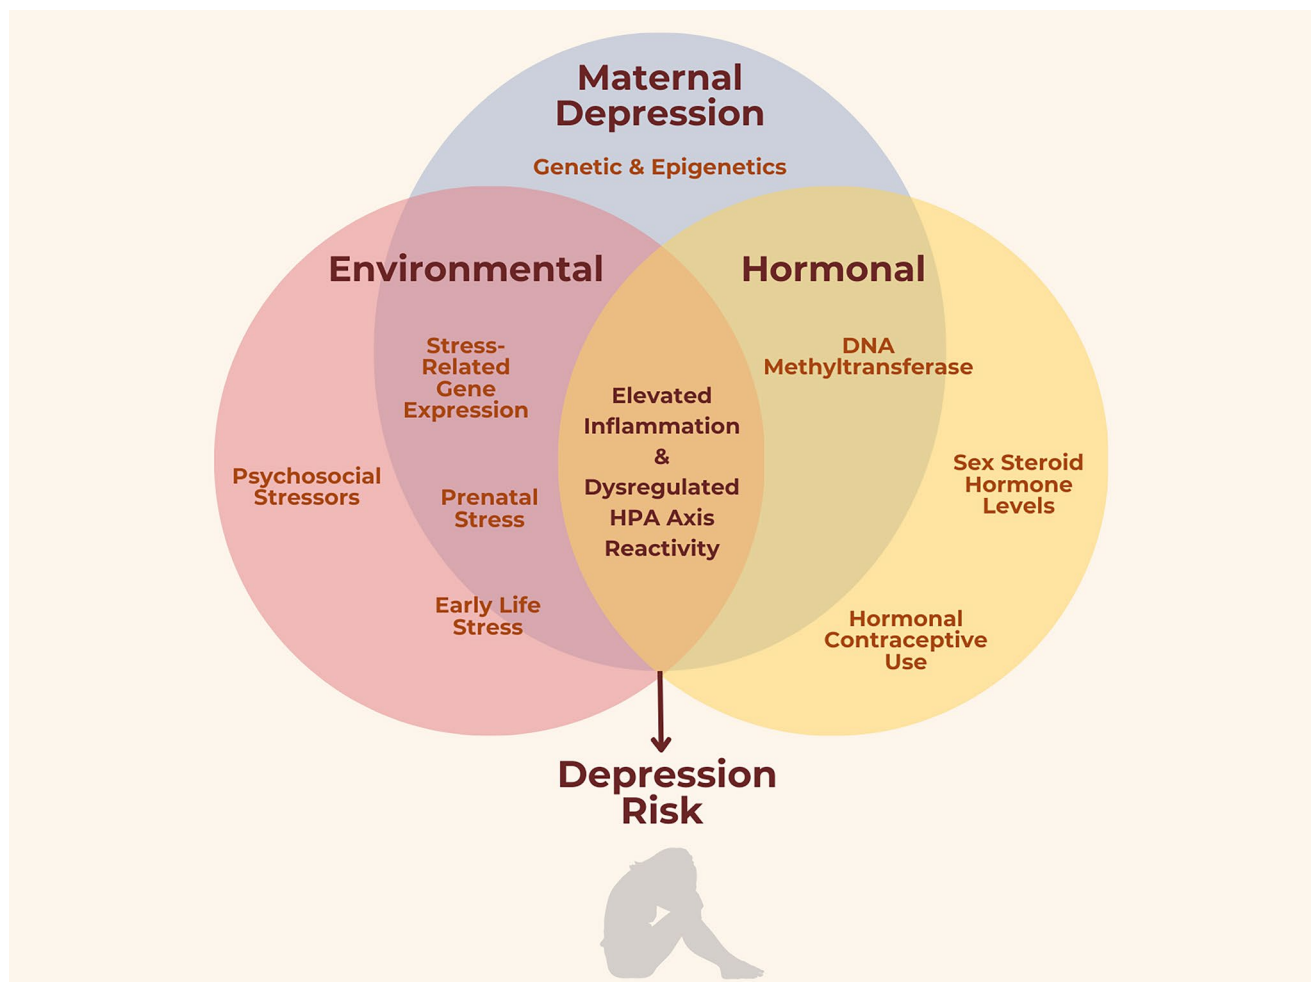 Maternal
Depression
Genetic & Epigenetics
Environmental
Hormonal
Stress-
Related
Gene
Expression
DNA
Methyltransferase
Elevated
Inflammation
&
Dysregulated
HPA Axis
Reactivity
Psychosocial
Stressors
Prenatal
Stress
Sex Steroid
Hormone
Levels
Early Life
Stress
Hormonal
Contraceptive
Use
Depression
Risk